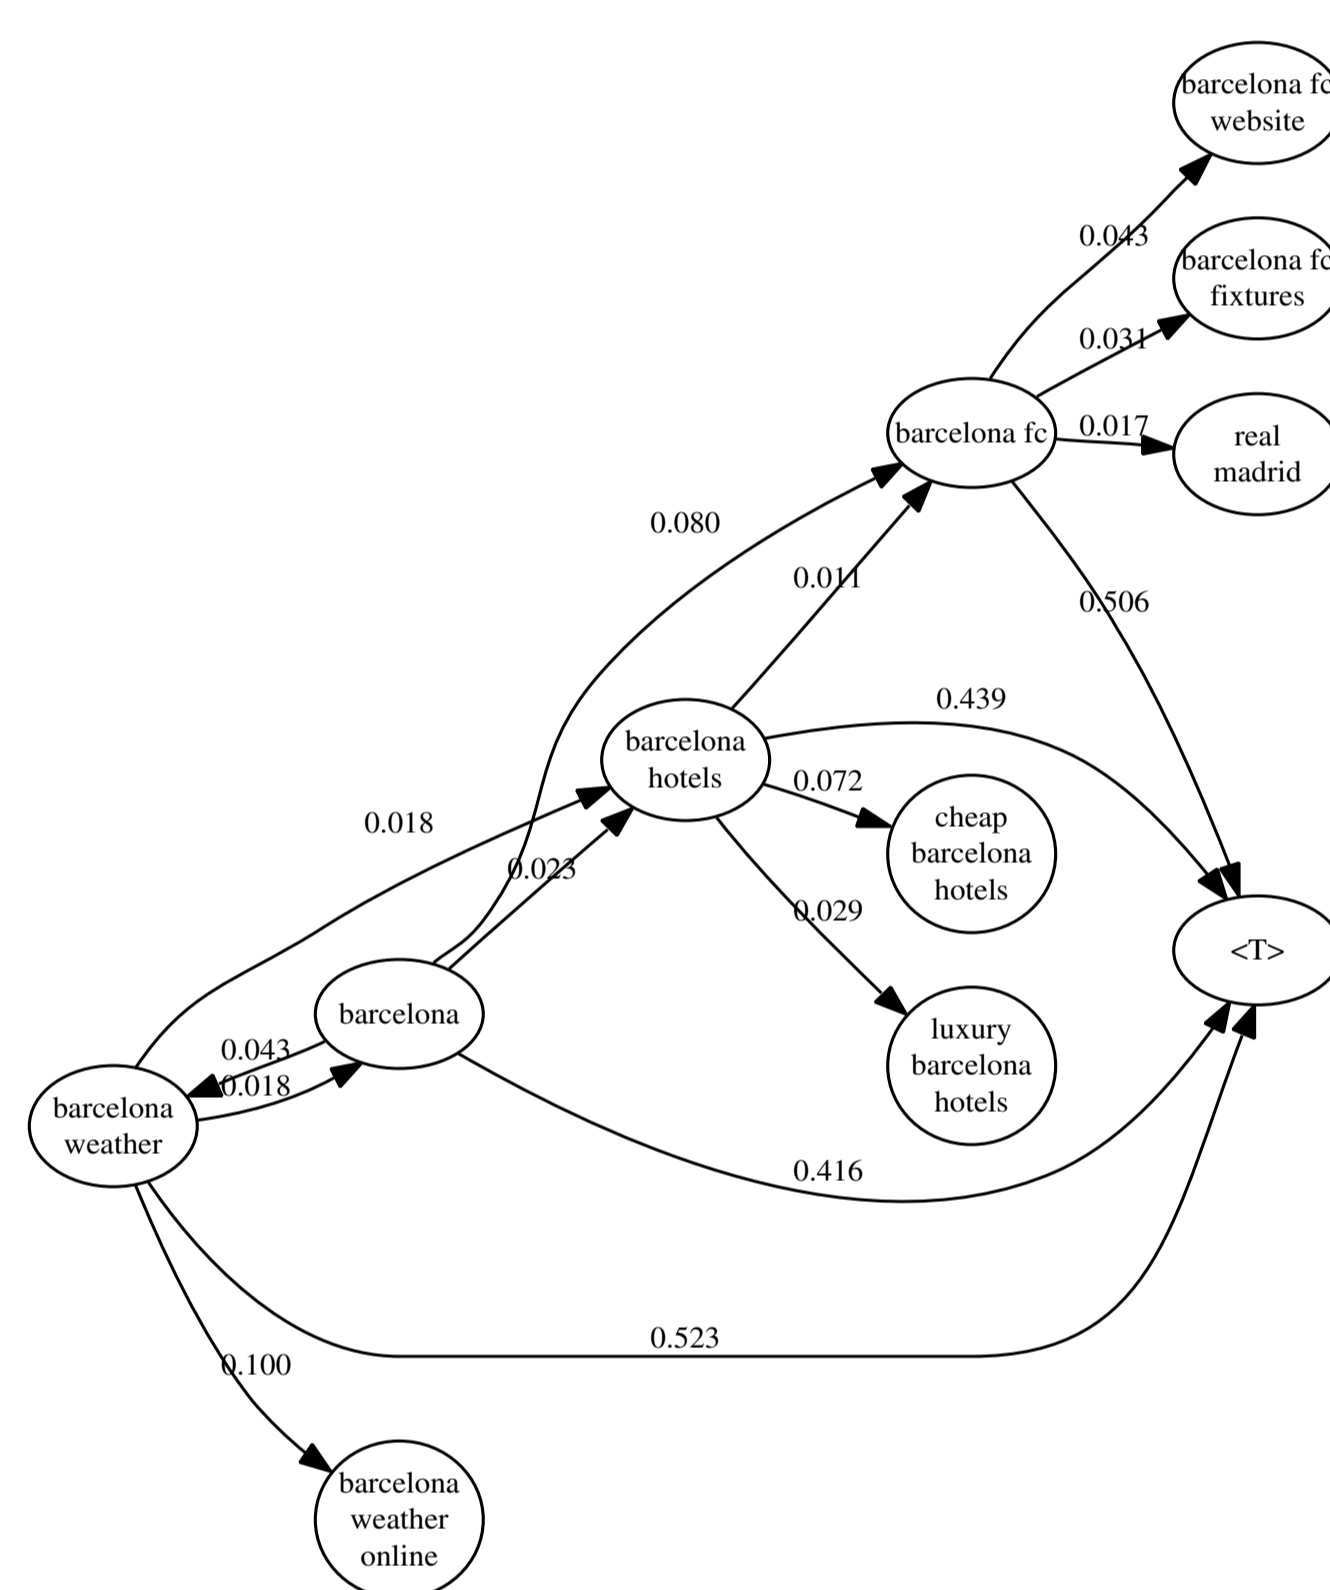 barcelona fc
website
0.043
barcelona fc
fixtures
0.031
0.017
real
madrid
barcelona fc
0.080
0.011
0.506
0.439
barcelona
hotels
0.072
cheap
barcelona
hotels
0.018
0.023
0.029
<T>
barcelona
luxury
barcelona
hotels
0.043
0.018
barcelona
weather
0.416
0.523
0.100
barcelona
weather
online